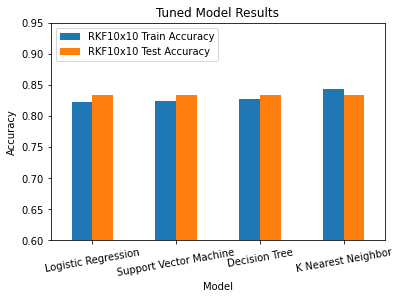 Tuned Model Results
RKF10x10 Train Accuracy
RKF10x10 Test Accuracy
Accuracy
0.95
0.90
0.85
0.80
0.75
0.70
0.65
0.60
Logistic Regression
Support Vector Machine
Decision Tree
K Nearest Neighbor
Model